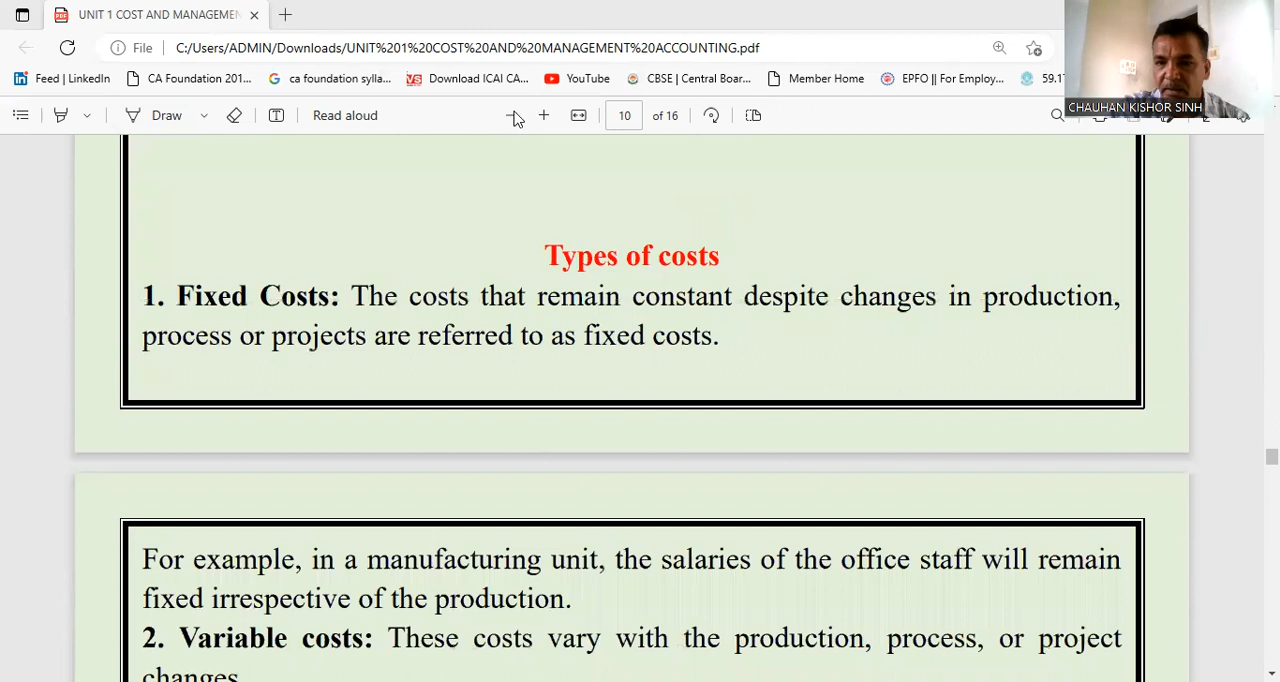 UNIT 1 COST AND MANAGEMEN
File
C:/Users/ADMIN/Downloads/UNIT%201%20COST%20AND%20MANAGEMENT%20ACCOUNTING.pdf
Feed | LinkedIn
CA Foundation 201...
ca foundation sylla...
Download ICAI CA...
YouTube
CBSE | Central Boar...
Member Home
EPFO || For Employ...
59.1
CHAUHAN KISHOR SINH
Draw
Read aloud
10
of 16
Types of costs
1. Fixed Costs: The costs that remain constant despite changes in production,
process or projects are referred to as fixed costs.
For example, in a manufacturing unit, the salaries of the office staff will remain
fixed irrespective of the production.
2. Variable costs: These costs vary with the production, process, or project
changes.